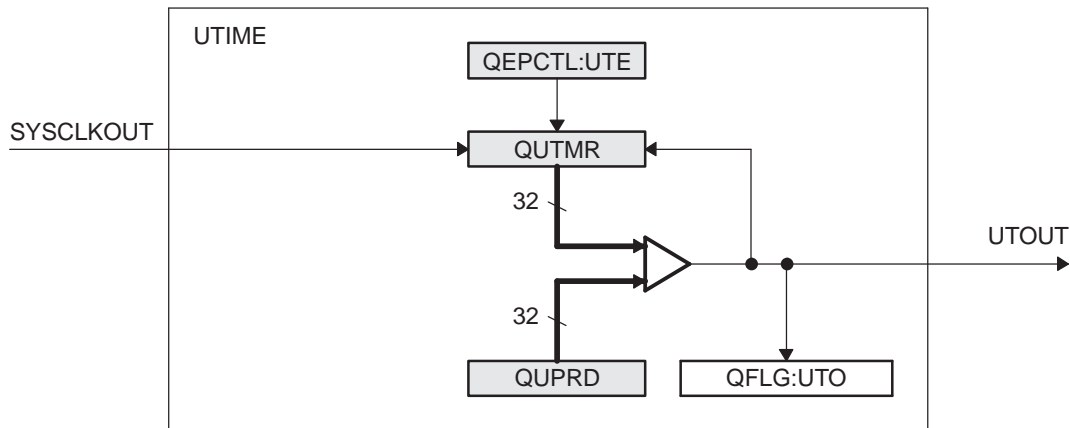 UTIME
QEPCTL:UTE
SYSCLKOUT
QUTMR
32
UTOUT
32
QUPRD
QFLG:UTO